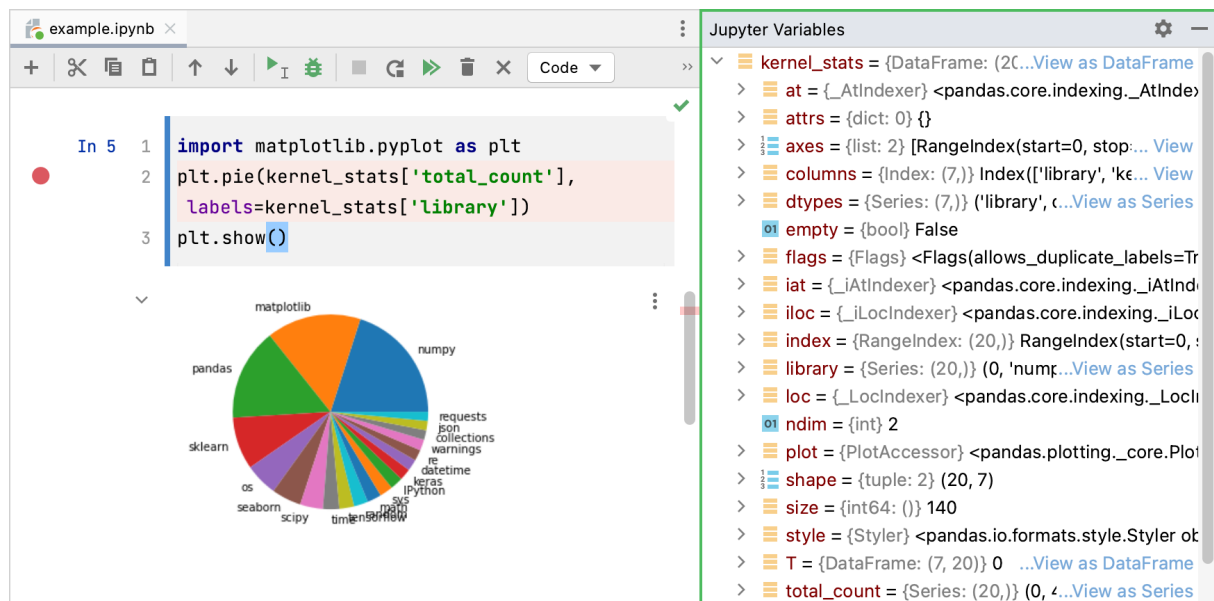 example.ipynb
Code
In 5
1 import matplotlib.pyplot as plt
2 plt.pie(kernel_stats['total_count'],
labels=kernel_stats['library'])
3 plt.show()
matplotlib
numpy
pandas
sklearn
os
seaborn
scipy
time
tensorflow
random
math
sys
IPython
keras
datetime
re
warnings
collections
json
requests
Jupyter Variables
kernel_stats = {DataFrame: (20...View as DataFrame
at = {_AtIndexer} <pandas.core.indexing._AtIndex
attrs = {dict: 0} {}
axes = {list: 2} [RangeIndex(start=0, stop:... View
columns = {Index: (7,)} Index(['library', 'ke... View
dtypes = {Series: (7,)} ('library', ...View as Series
01 empty = {bool} False
flags = {Flags} <Flags(allows_duplicate_labels=Tr
iat = {_iAtIndexer} <pandas.core.indexing._iAtInd
iloc = {_iLocIndexer} <pandas.core.indexing._iLoc
index = {RangeIndex: (20,)} RangeIndex(start=0,
library = {Series: (20,)} (0, 'nump...View as Series
loc = {_LocIndexer} <pandas.core.indexing._LocI
01 ndim = {int} 2
plot = {PlotAccessor} <pandas.plotting._core.Plot
shape = {tuple: 2} (20, 7)
size = {int64: ()} 140
style = {Styler} <pandas.io.formats.style.Styler ob
T = {DataFrame: (7, 20)} 0 ...View as DataFrame
total_count = {Series: (20,)} (0, ...View as Series